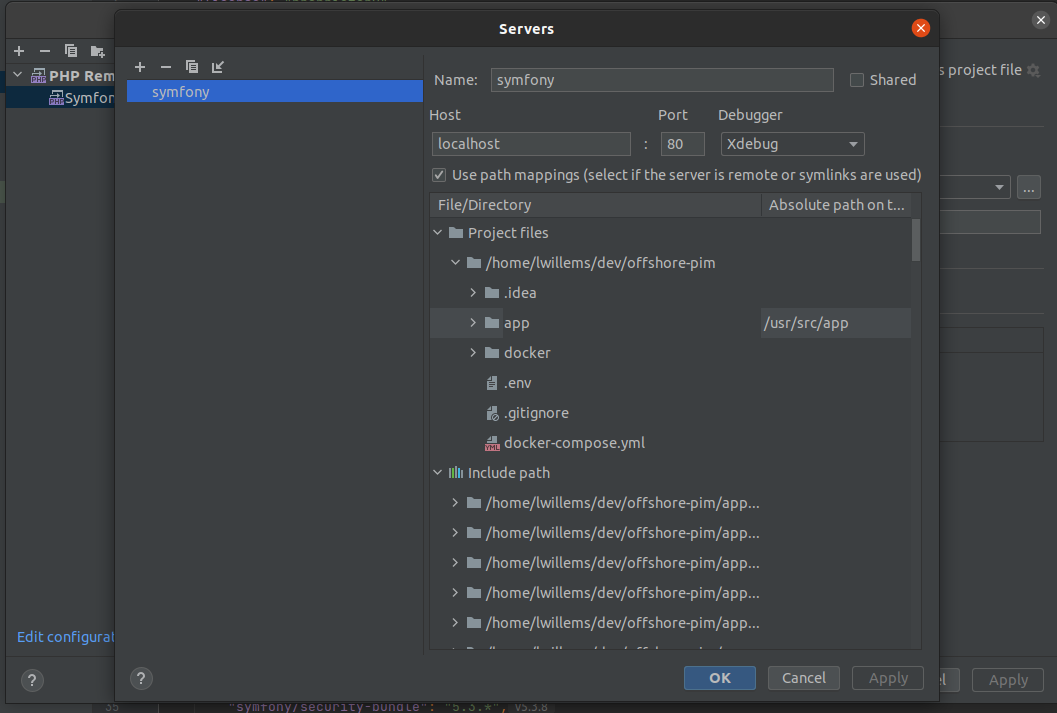 Servers
PHP Rem
Symfon
symfony
Name:
symfony
Shared
s project file
Host
Port
Debugger
localhost
:
80
Xdebug
...
Use path mappings (select if the server is remote or symlinks are used)
File/Directory
Absolute path on t...
Project files
/home/lwillems/dev/offshore-pim
.idea
app
/usr/src/app
docker
.env
.gitignore
docker-compose.yml
Include path
/home/lwillems/dev/offshore-pim/app...
/home/lwillems/dev/offshore-pim/app...
/home/lwillems/dev/offshore-pim/app...
/home/lwillems/dev/offshore-pim/app...
/home/lwillems/dev/offshore-pim/app...
Edit configurat
?
?
OK
Cancel
Apply
el
Apply
35
"symfony/security-bundle": "5.3.*", v5.3.8